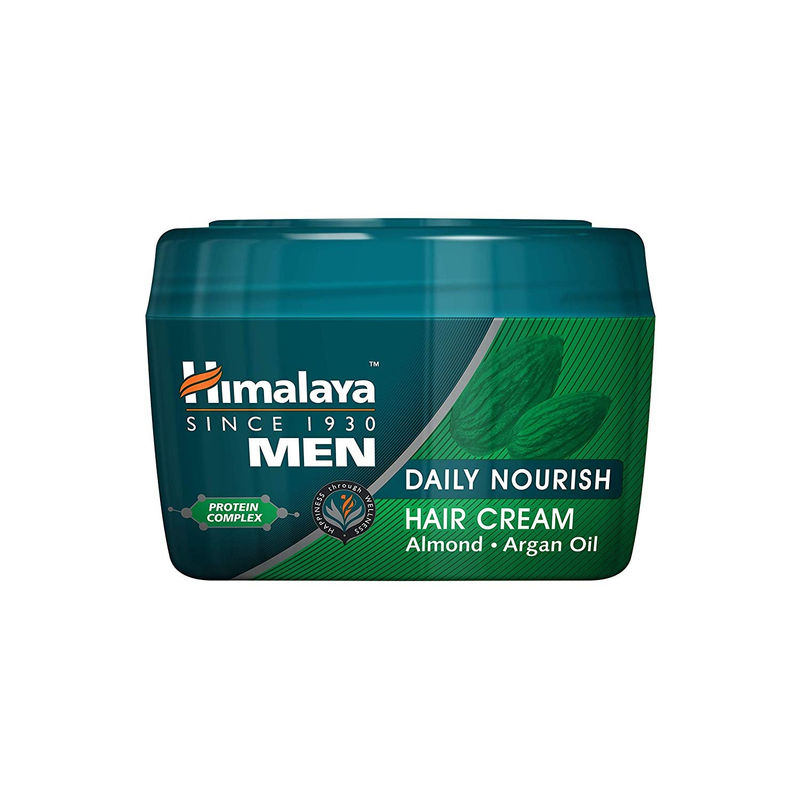 Himalaya™
SINCE 1930
MEN
PROTEIN
COMPLEX
• HAPPINESS through WELLNESS •
DAILY NOURISH
HAIR CREAM
Almond • Argan Oil